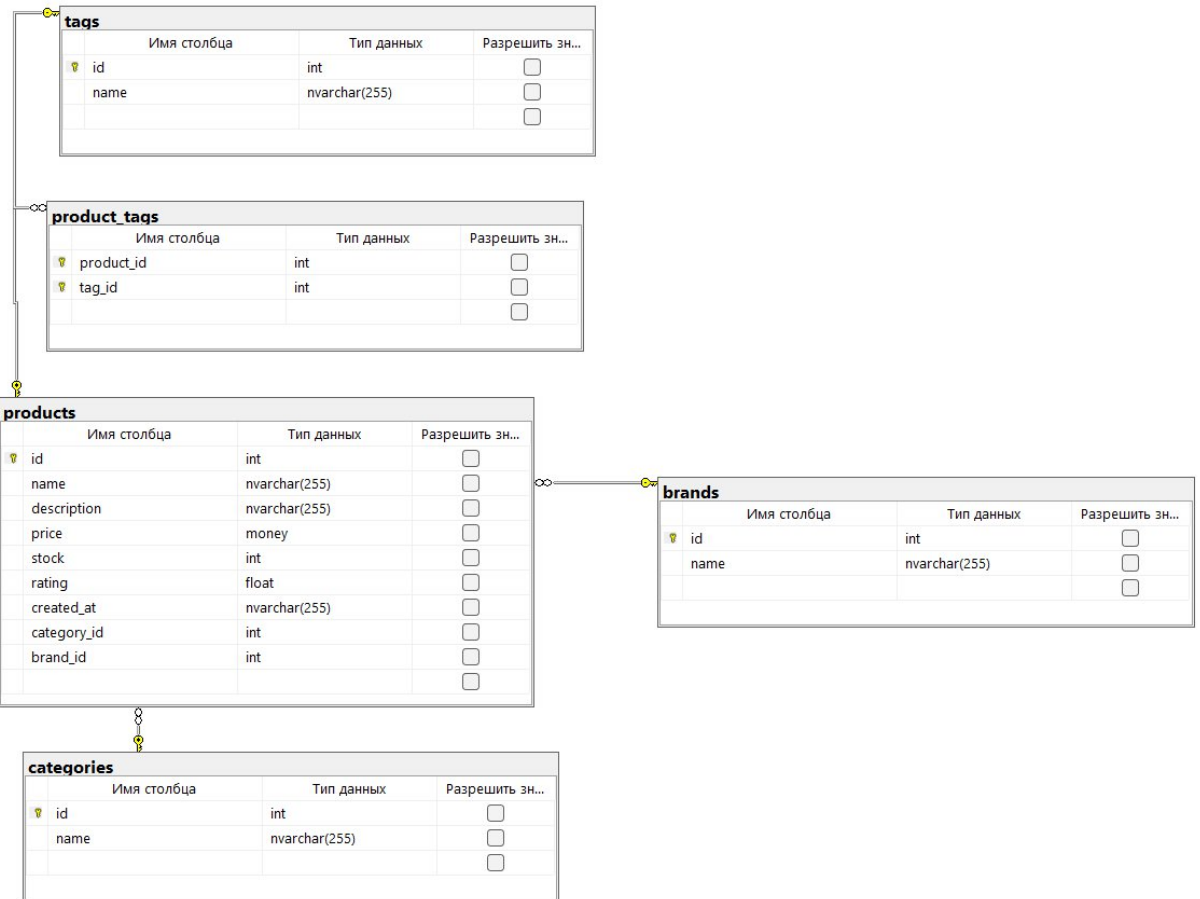 tags
Имя столбца Тип данных Разрешить зн...
id int
name nvarchar(255)
product_tags
Имя столбца Тип данных Разрешить зн...
product_id int
tag_id int
products
Имя столбца Тип данных Разрешить зн...
id int
name nvarchar(255)
description nvarchar(255)
price money
stock int
rating float
created_at nvarchar(255)
category_id int
brand_id int
brands
Имя столбца Тип данных Разрешить зн...
id int
name nvarchar(255)
categories
Имя столбца Тип данных Разрешить зн...
id int
name nvarchar(255)